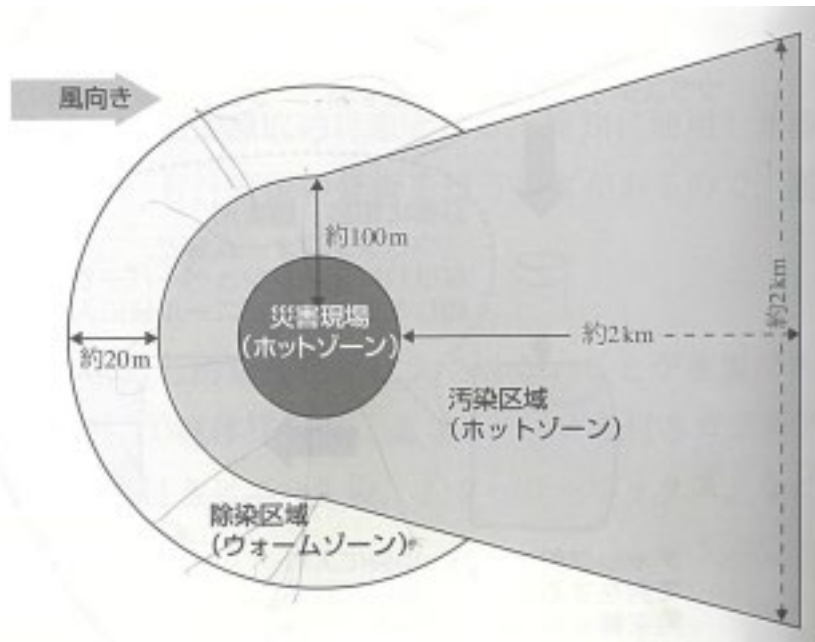 風向き
約100m
災害現場
(ホットゾーン)
約20m
約2km
約2km
汚染区域
(ホットゾーン)
除染区域
(ウォームゾーン)